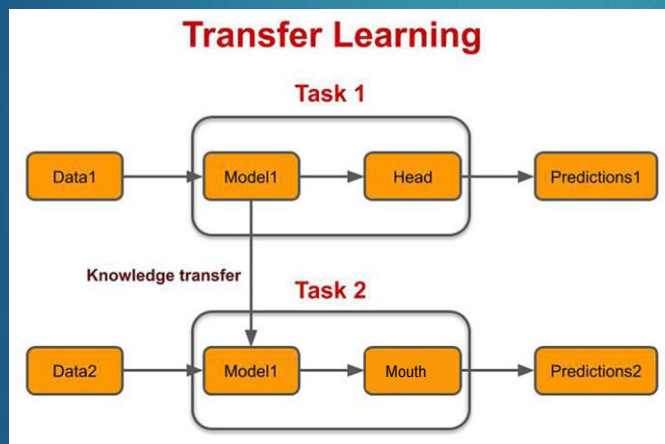 Transfer Learning
Task 1
Data1
Model1
Head
Predictions1
Knowledge transfer
Task 2
Data2
Model1
Mouth
Predictions2